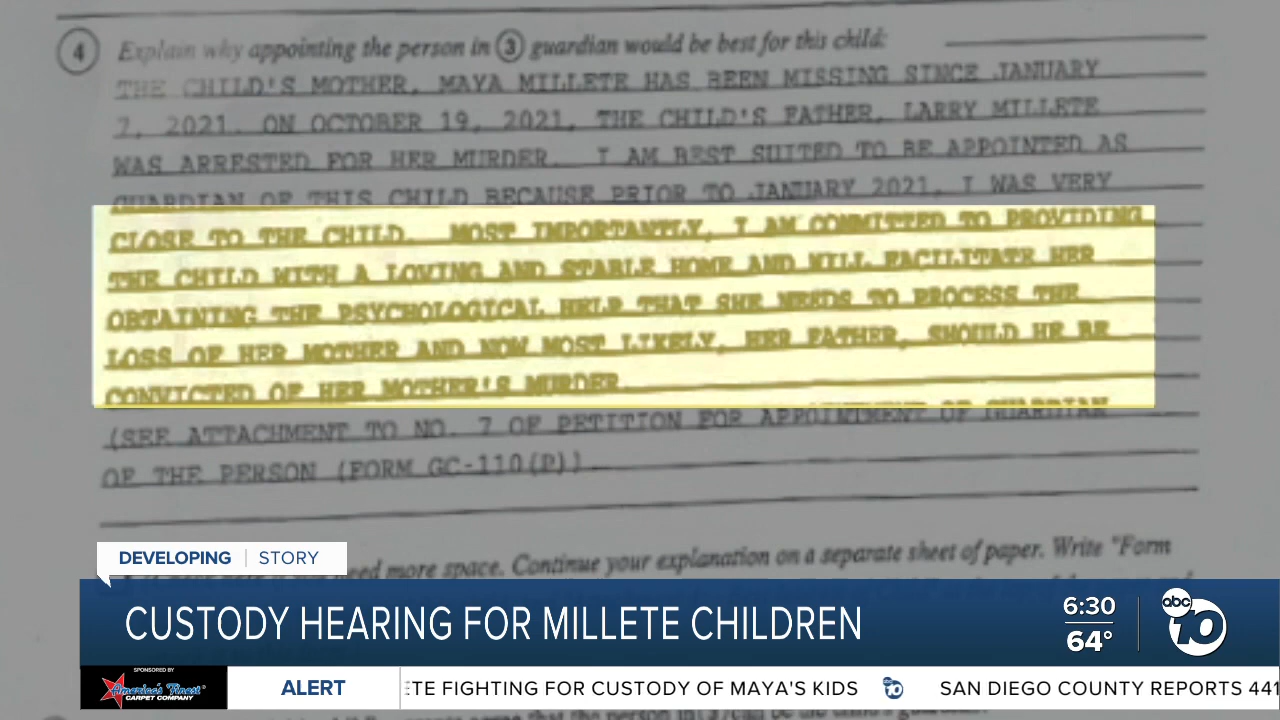 4 Explain why appointing the person in 3 guardian would be best for this child:
THE CHILD'S MOTHER, MAYA MILLETE HAS BEEN MISSING SINCE JANUARY
7, 2021. ON OCTOBER 19, 2021, THE CHILD'S FATHER, LARRY MILLETE
WAS ARRESTED FOR HER MURDER. I AM BEST SUITED TO BE APPOINTED AS
GUARDIAN OF THIS CHILD BECAUSE PRIOR TO JANUARY 2021, I WAS VERY
CLOSE TO THE CHILD. MOST IMPORTANTLY, I AM COMMITTED TO PROVIDING
THE CHILD WITH A LOVING AND STABLE HOME AND WILL FACILITATE HER
OBTAINING THE PSYCHOLOGICAL HELP THAT SHE NEEDS TO PROCESS THE
LOSS OF HER MOTHER AND NOW MOST LIKELY, HER FATHER, SHOULD HE BE
CONVICTED OF HER MOTHER'S MURDER.
(SEE ATTACHMENT TO NO. 7 OF PETITION FOR APPOINTMENT OF GUARDIAN
OF THE PERSON (FORM GC-110(P))
need more space. Continue your explanation on a separate sheet of paper. Write "Form
DEVELOPING | STORY
CUSTODY HEARING FOR MILLETE CHILDREN
6:30
64°
abc 10
SPONSORED BY
America's Finest
CARPET COMPANY
ALERT
TE FIGHTING FOR CUSTODY OF MAYA'S KIDS 10 SAN DIEGO COUNTY REPORTS 441